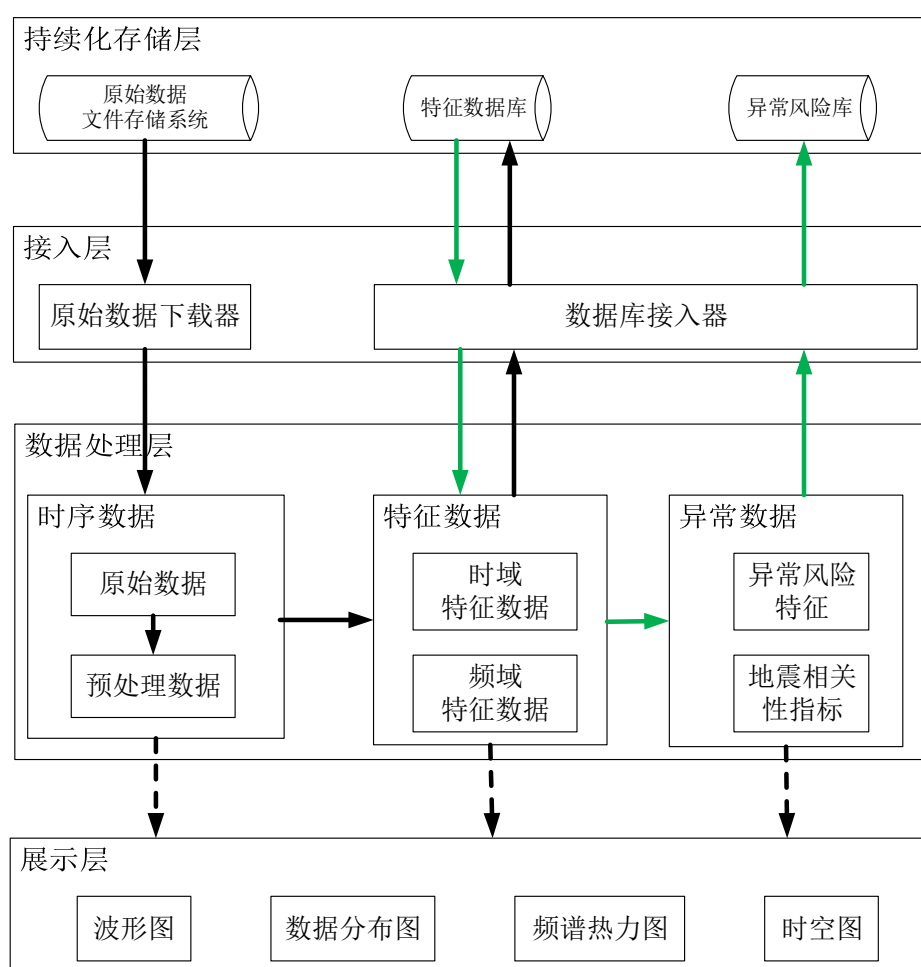 持续化存储层
原始数据
文件存储系统
特征数据库
异常风险库
接入层
原始数据下载器
数据库接入器
数据处理层
时序数据
原始数据
预处理数据
特征数据
时域
特征数据
频域
特征数据
异常数据
异常风险
特征
地震相关
性指标
展示层
波形图
数据分布图
频谱热力图
时空图